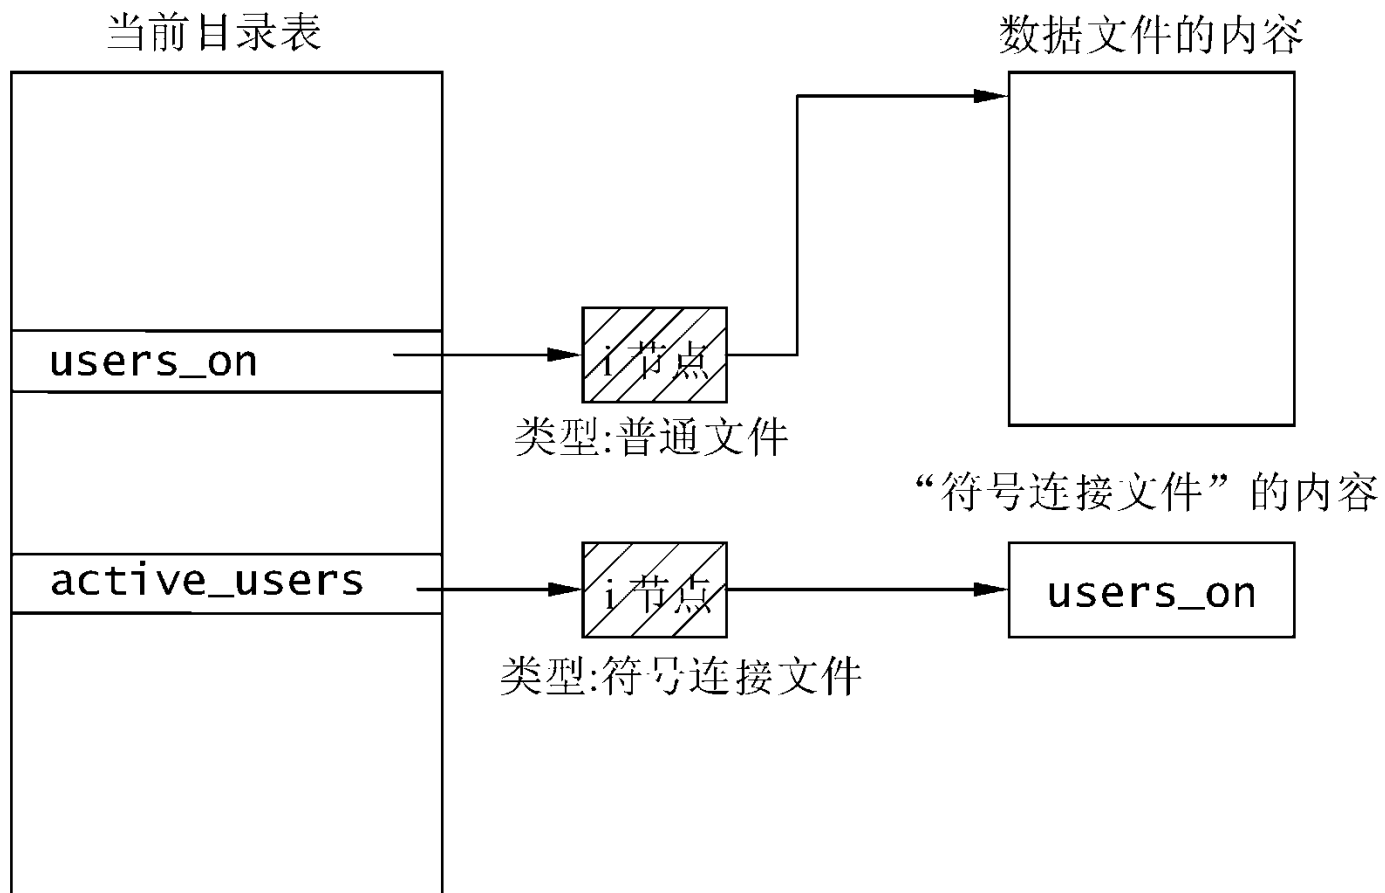 当前目录表
数据文件的内容
users_on
i 节点
类型:普通文件
“符号连接文件”的内容
active_users
i 节点
users_on
类型:符号连接文件